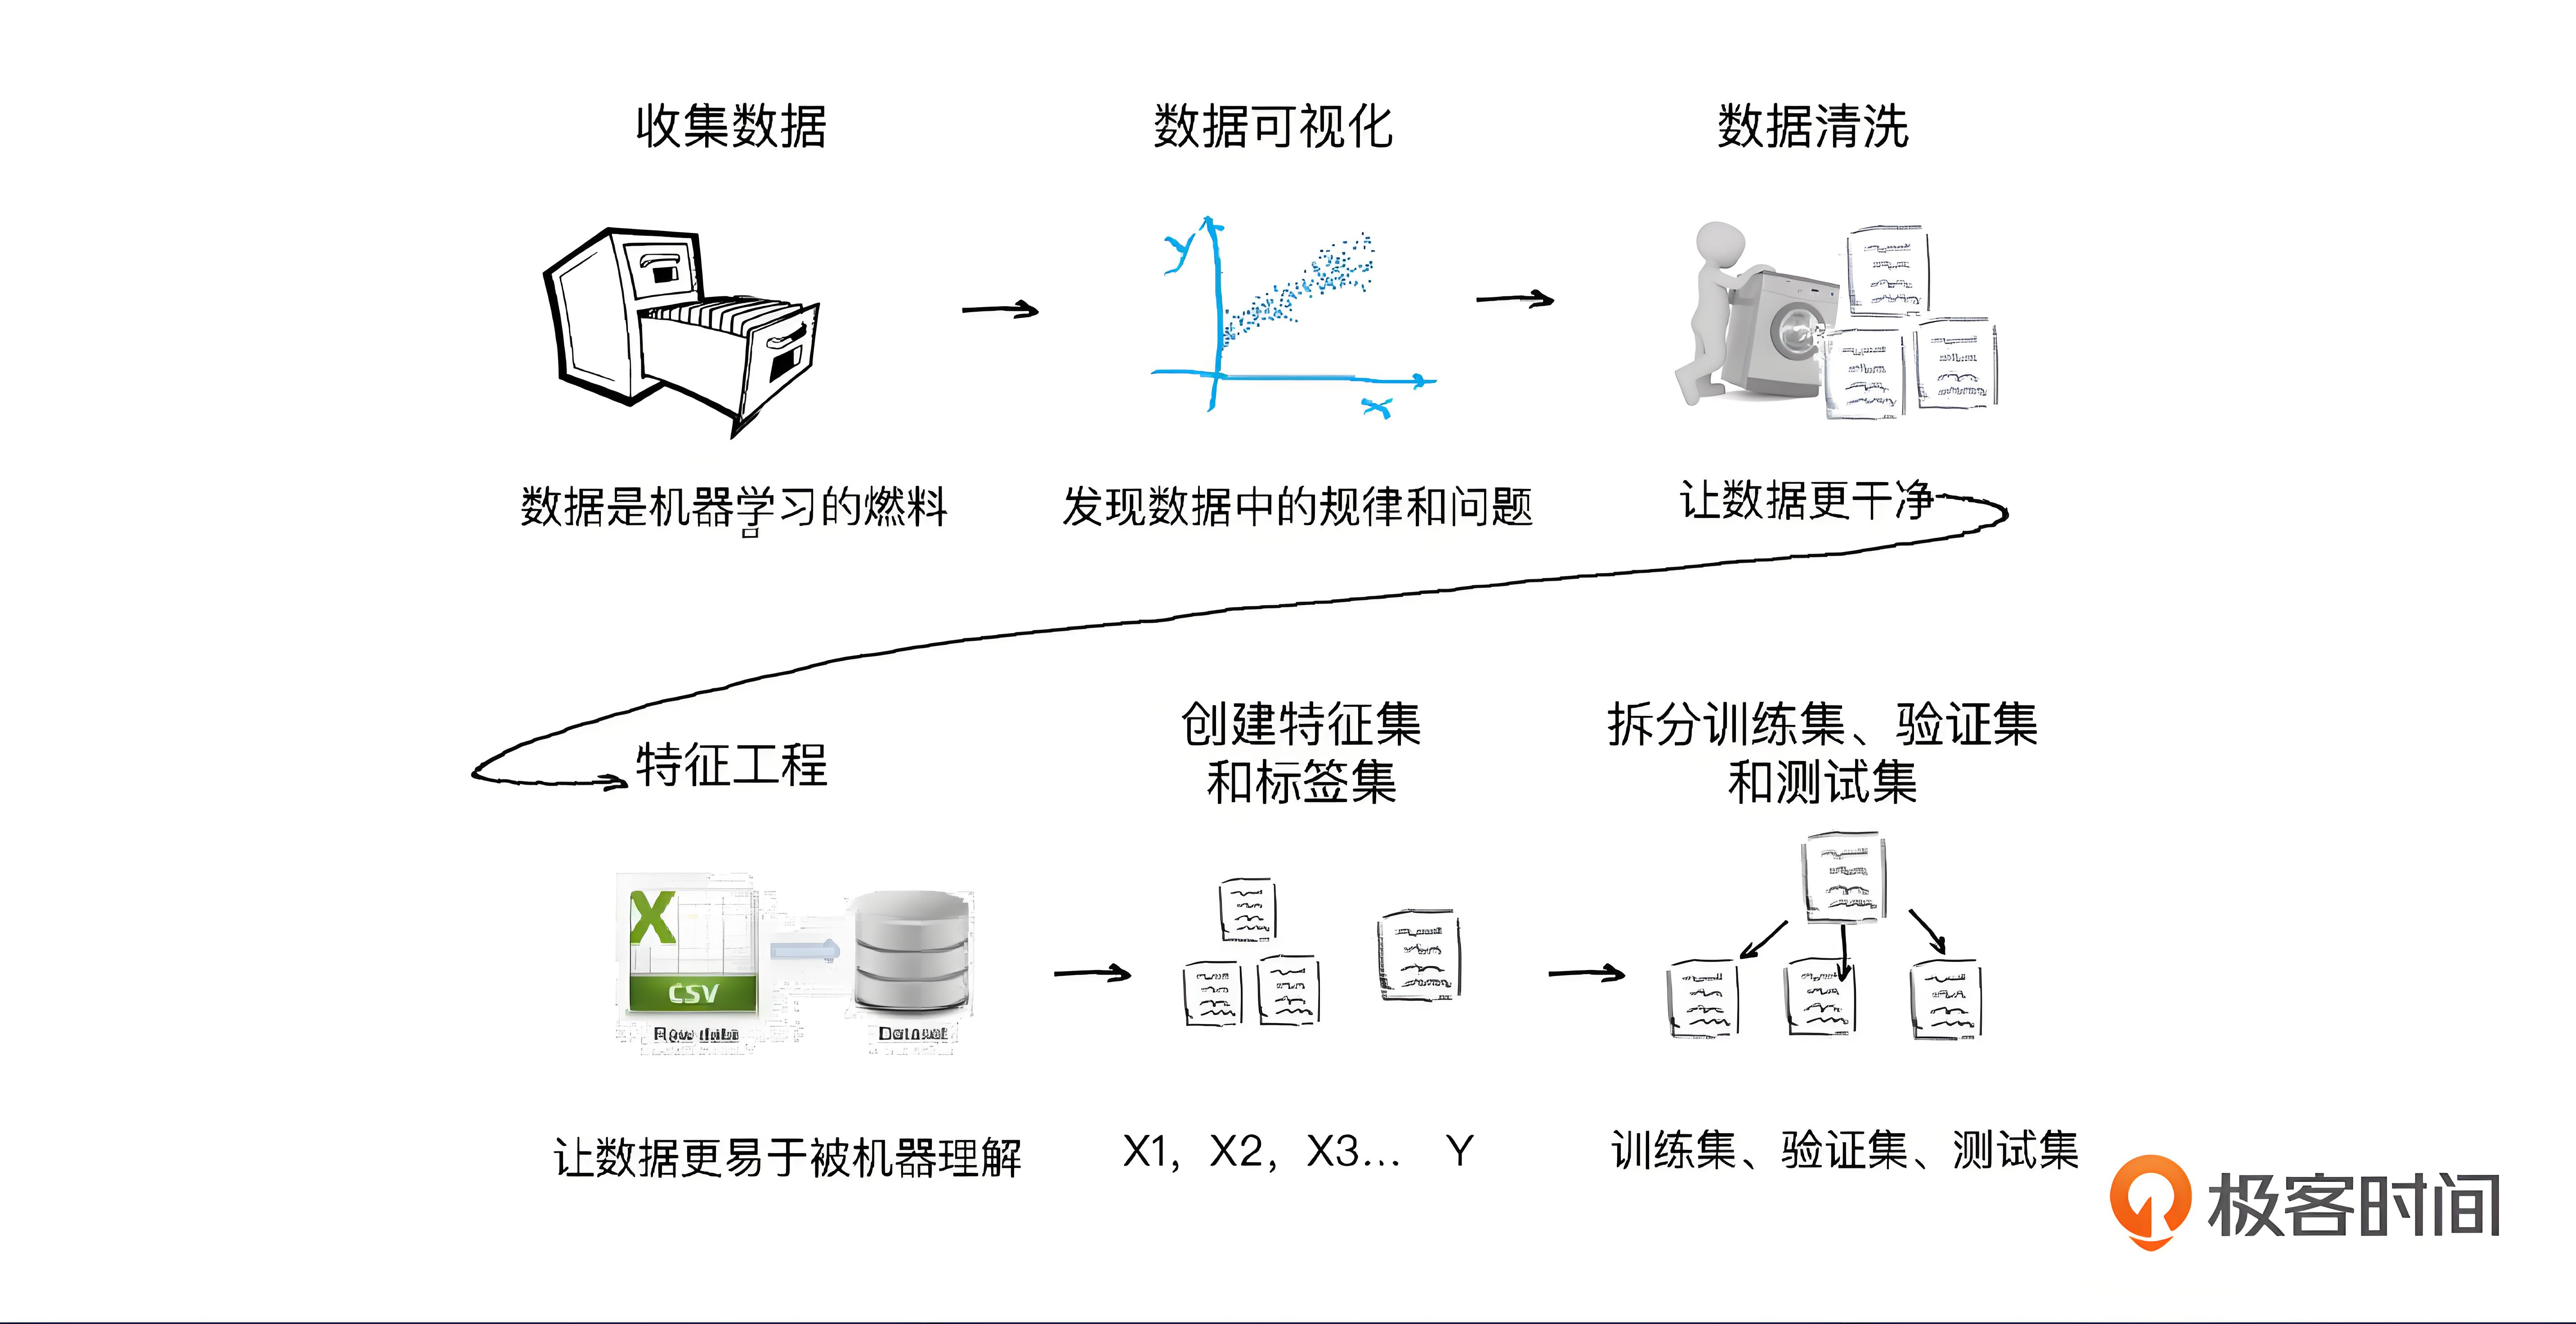 收集数据
数据可视化
数据清洗
y
x
数据是机器学习的燃料
发现数据中的规律和问题
让数据更干净
特征工程
创建特征集
和标签集
拆分训练集、验证集
和测试集
X
CSV
让数据更易于被机器理解
X1，X2，X3... Y
训练集、验证集、测试集
极客时间